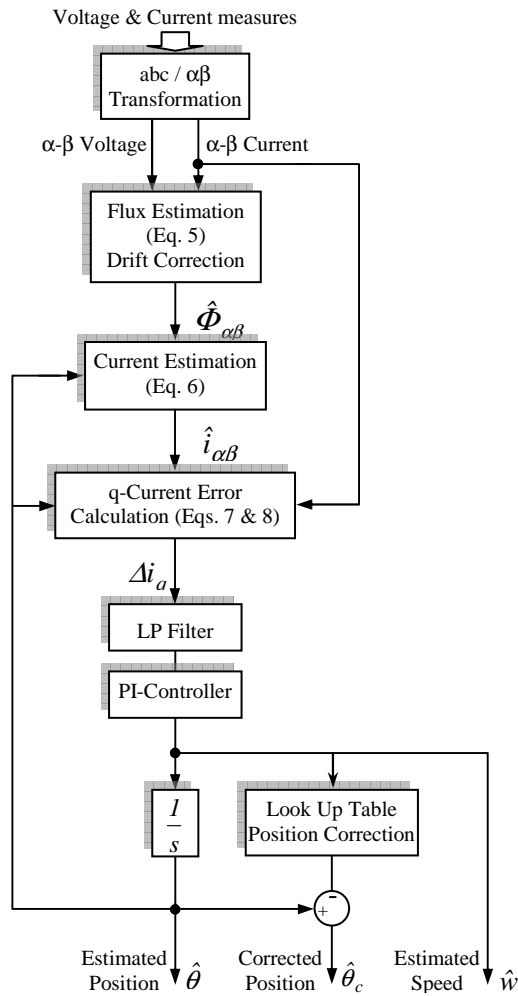 Voltage & Current measures
abc / αβ
Transformation
α-β Voltage
α-β Current
Flux Estimation
(Eq. 5)
Drift Correction
Φ̂αβ
Current Estimation
(Eq. 6)
îαβ
q-Current Error
Calculation (Eqs. 7 & 8)
Δiq
LP Filter
PI-Controller
1
s
Look Up Table
Position Correction
-
+
Estimated
Position
θ̂
Corrected
Position
θ̂c
Estimated
Speed
ŵ